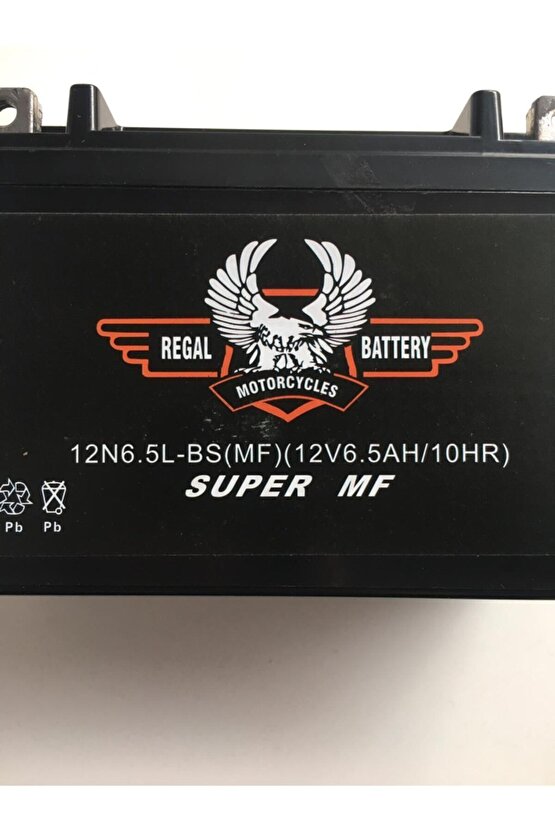 REGAL BATTERY
MOTORCYCLES
12N6.5L-BS(MF)(12V6.5AH/10HR)
SUPER MF
Pb Pb